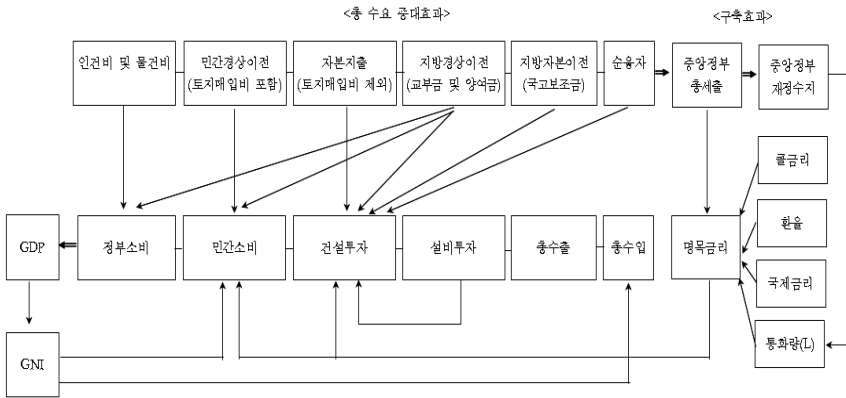 <총 수요 증대효과>
<구축효과>
인건비 및 물건비
민간경상이전
(토지매입비 포함)
자본지출
(토지매입비 제외)
지방경상이전
(교부금 및 양여금)
지방자본이전
(국고보조금)
순융자
중앙정부
총세출
중앙정부
재정수지
콜금리
GDP
정부소비
민간소비
건설투자
설비투자
총수출
총수입
명목금리
환율
국제금리
통화량(L)
GNI